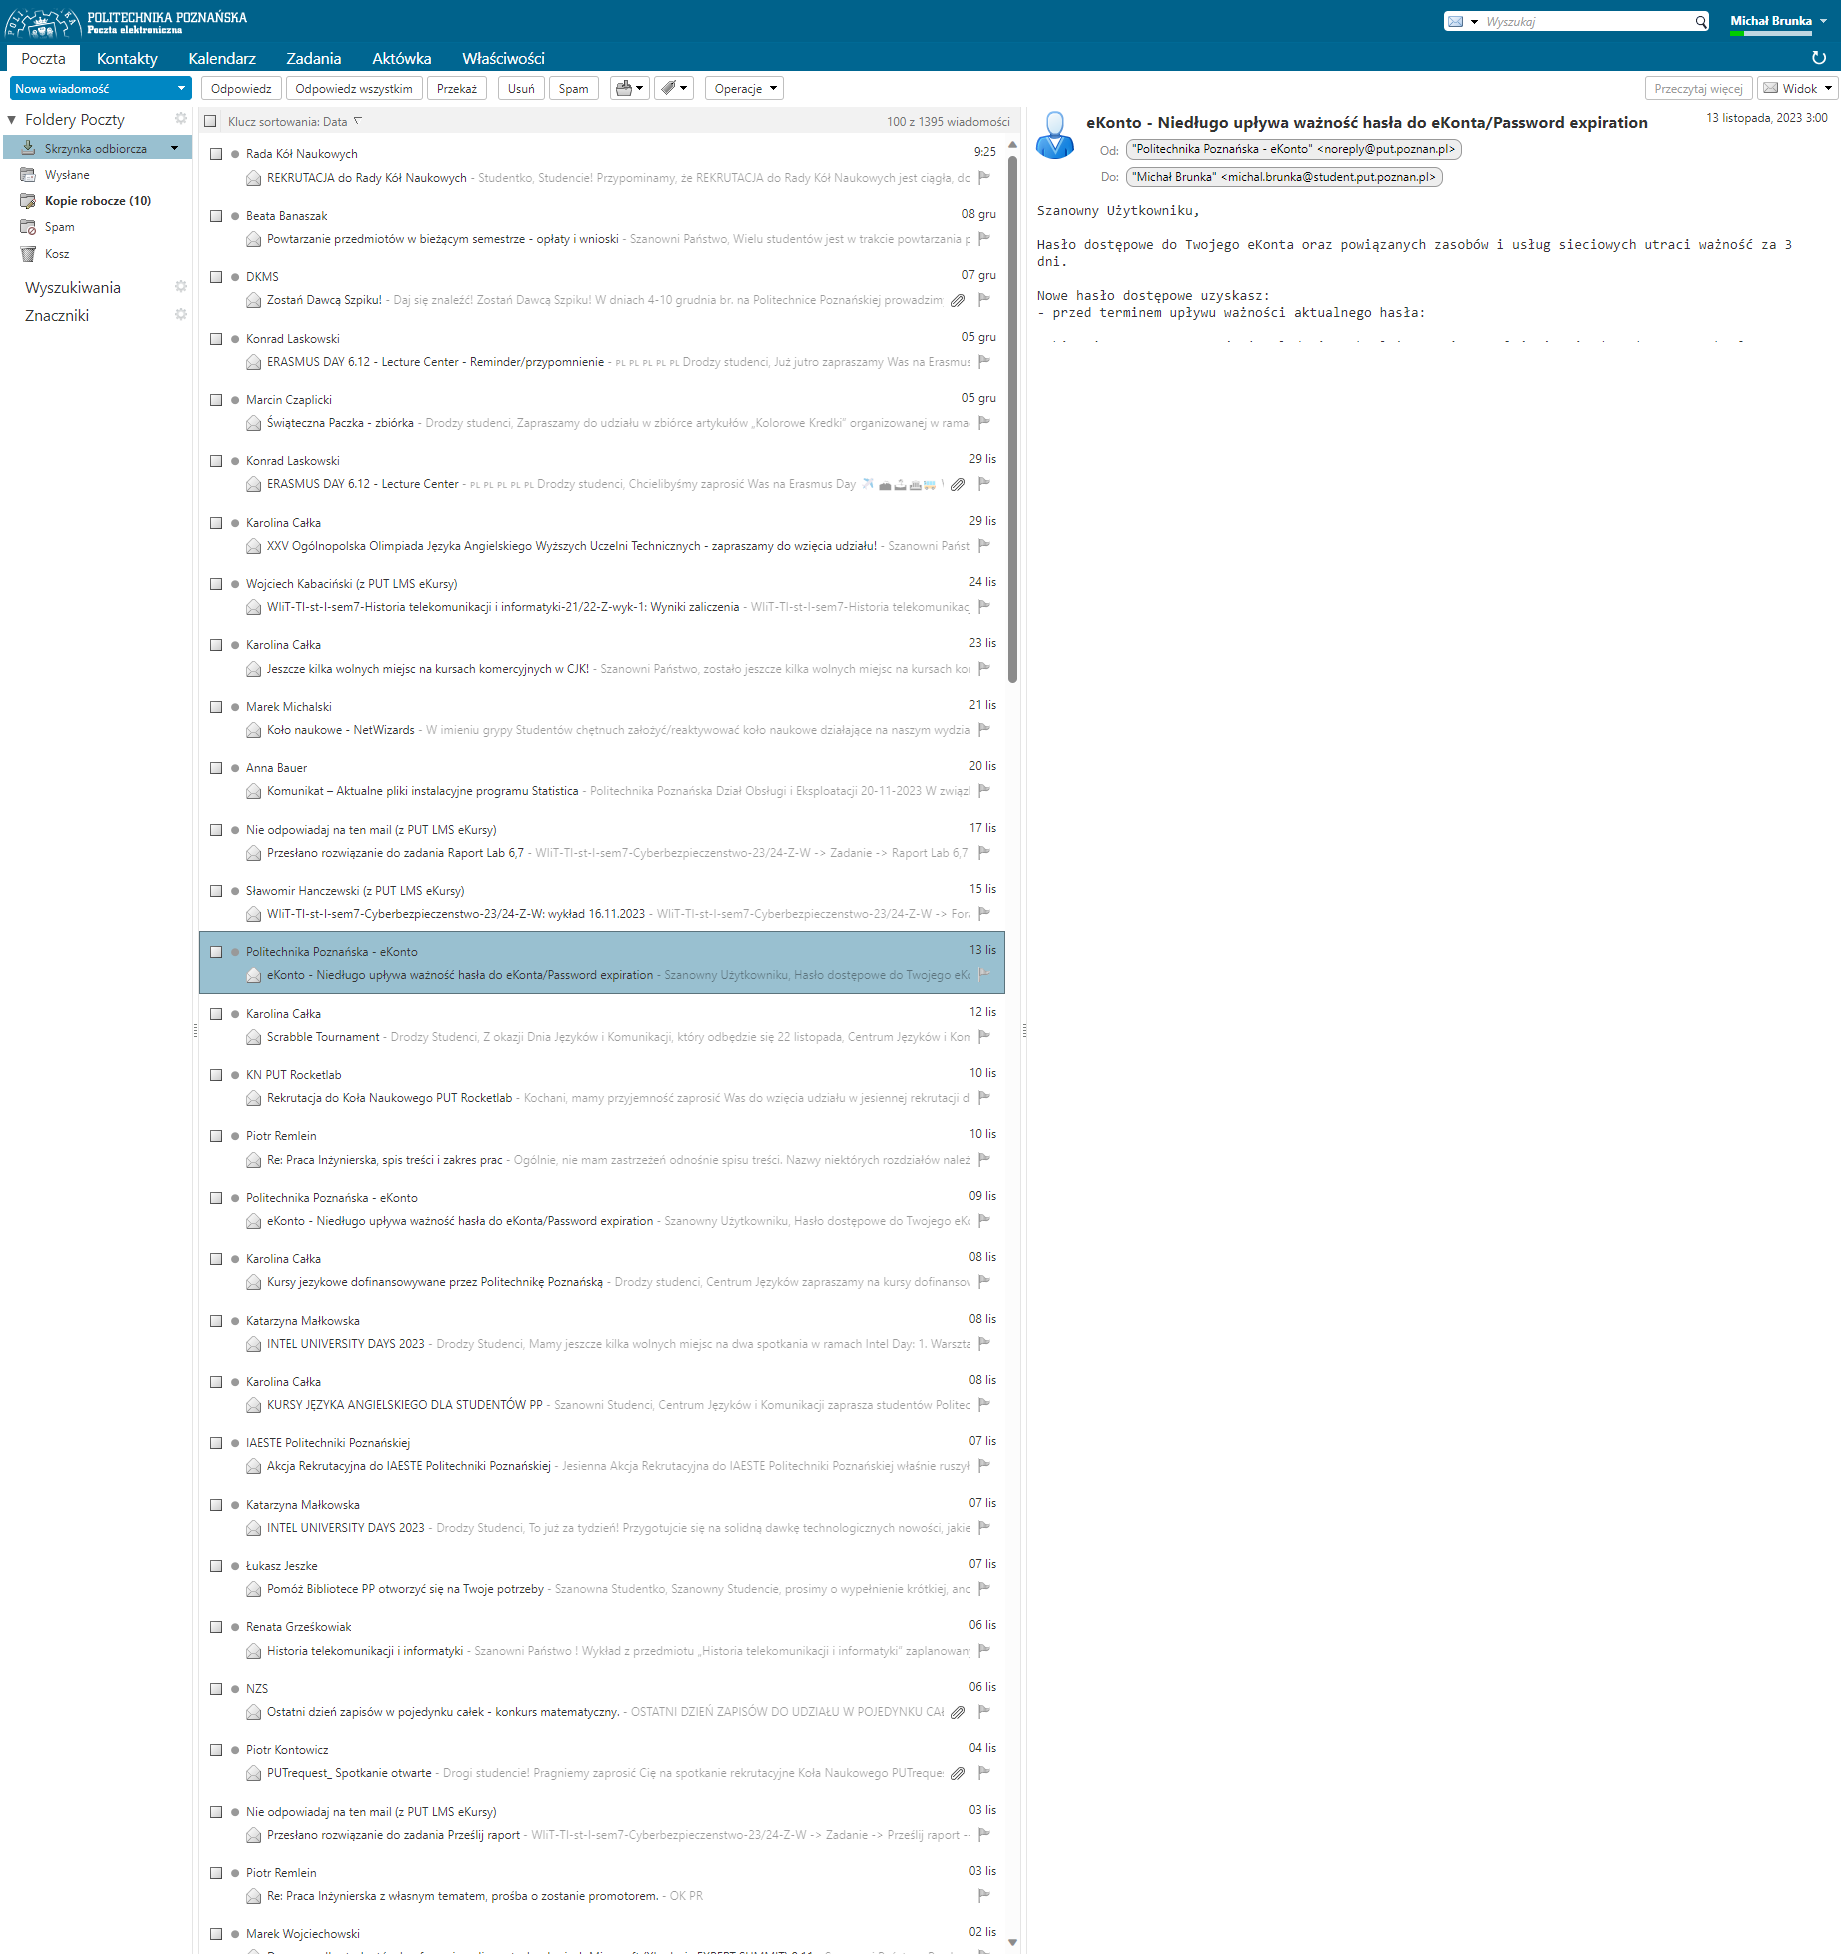 POLITECHNIKA POZNAŃSKA
Poczta elektroniczna
Wyszukaj
Michał Brunka
Poczta Kontakty Kalendarz Zadania Aktówka Właściwości
Nowa wiadomość Odpowiedz Odpowiedz wszystkim Przekaż Usuń Spam Operacje Przeczytaj więcej Widok
Foldery Poczty
Skrzynka odbiorcza
Wysłane
Kopie robocze (10)
Spam
Kosz
Wyszukiwania
Znaczniki
Klucz sortowania: Data 100 z 1395 wiadomości
Rada Kół Naukowych 9:25
REKRUTACJA do Rady Kół Naukowych - Studentko, Studencie! Przypominamy, że REKRUTACJA do Rady Kół Naukowych jest ciągła, dc
Beata Banaszak 08 gru
Powtarzanie przedmiotów w bieżącym semestrze - opłaty i wnioski - Szanowni Państwo, Wielu studentów jest w trakcie powtarzania p
DKMS 07 gru
Zostań Dawcą Szpiku! - Daj się znaleźć! Zostań Dawcą Szpiku! W dniach 4-10 grudnia br. na Politechnice Poznańskiej prowadzim
Konrad Laskowski 05 gru
ERASMUS DAY 6.12 - Lecture Center - Reminder/przypomnienie - PL PL PL PL PL Drodzy studenci, Już jutro zapraszamy Was na Erasmus
Marcin Czaplicki 05 gru
Świąteczna Paczka - zbiórka - Drodzy studenci, Zapraszamy do udziału w zbiórce artykułów „Kolorowe Kredki” organizowanej w rama
Konrad Laskowski 29 lis
ERASMUS DAY 6.12 - Lecture Center - PL PL PL PL PL Drodzy studenci, Chcielibyśmy zaprosić Was na Erasmus Day
Karolina Całka 29 lis
XXV Ogólnopolska Olimpiada Języka Angielskiego Wyższych Uczelni Technicznych - zapraszamy do wzięcia udziału! - Szanowni Państ
Wojciech Kabaciński (z PUT LMS eKursy) 24 lis
WIiT-TI-st-I-sem7-Historia telekomunikacji i informatyki-21/22-Z-wyk-1: Wyniki zaliczenia - WIiT-TI-st-I-sem7-Historia telekomunikac
Karolina Całka 23 lis
Jeszcze kilka wolnych miejsc na kursach komercyjnych w CJK! - Szanowni Państwo, zostało jeszcze kilka wolnych miejsc na kursach ko
Marek Michalski 21 lis
Koło naukowe - NetWizards - W imieniu grypy Studentów chętnuch założyć/reaktywować koło naukowe działające na naszym wydzia
Anna Bauer 20 lis
Komunikat – Aktualne pliki instalacyjne programu Statistica - Politechnika Poznańska Dział Obsługi i Eksploatacji 20-11-2023 W związ
Nie odpowiadaj na ten mail (z PUT LMS eKursy) 17 lis
Przesłano rozwiązanie do zadania Raport Lab 6,7 - WIiT-TI-st-I-sem7-Cyberbezpieczenstwo-23/24-Z-W -> Zadanie -> Raport Lab 6,7
Sławomir Hanczewski (z PUT LMS eKursy) 15 lis
WIiT-TI-st-I-sem7-Cyberbezpieczenstwo-23/24-Z-W: wykład 16.11.2023 - WIiT-TI-st-I-sem7-Cyberbezpieczenstwo-23/24-Z-W -> For
Politechnika Poznańska - eKonto 13 lis
eKonto - Niedługo upływa ważność hasła do eKonta/Password expiration - Szanowny Użytkowniku, Hasło dostępowe do Twojego eK
Karolina Całka 12 lis
Scrabble Tournament - Drodzy Studenci, Z okazji Dnia Języków i Komunikacji, który odbędzie się 22 listopada, Centrum Języków i Kom
KN PUT Rocketlab 10 lis
Rekrutacja do Koła Naukowego PUT Rocketlab - Kochani, mamy przyjemność zaprosić Was do wzięcia udziału w jesiennej rekrutacji d
Piotr Remlein 10 lis
Re: Praca Inżynierska, spis treści i zakres prac - Ogólnie, nie mam zastrzeżeń odnośnie spisu treści. Nazwy niektórych rozdziałów należ
Politechnika Poznańska - eKonto 09 lis
eKonto - Niedługo upływa ważność hasła do eKonta/Password expiration - Szanowny Użytkowniku, Hasło dostępowe do Twojego eK
Karolina Całka 08 lis
Kursy jezykowe dofinansowywane przez Politechnikę Poznańską - Drodzy studenci, Centrum Języków zapraszamy na kursy dofinansov
Katarzyna Małkowska 08 lis
INTEL UNIVERSITY DAYS 2023 - Drodzy Studenci, Mamy jeszcze kilka wolnych miejsc na dwa spotkania w ramach Intel Day: 1. Warszta
Karolina Całka 08 lis
KURSY JĘZYKA ANGIELSKIEGO DLA STUDENTÓW PP - Szanowni Studenci, Centrum Języków i Komunikacji zaprasza studentów Politec
IAESTE Politechniki Poznańskiej 07 lis
Akcja Rekrutacyjna do IAESTE Politechniki Poznańskiej - Jesienna Akcja Rekrutacyjna do IAESTE Politechniki Poznańskiej właśnie ruszył
Katarzyna Małkowska 07 lis
INTEL UNIVERSITY DAYS 2023 - Drodzy Studenci, To już za tydzień! Przygotujcie się na solidną dawkę technologicznych nowości, jakie
Łukasz Jeszke 07 lis
Pomóż Bibliotece PP otworzyć się na Twoje potrzeby - Szanowna Studentko, Szanowny Studencie, prosimy o wypełnienie krótkiej, anc
Renata Grześkowiak 06 lis
Historia telekomunikacji i informatyki - Szanowni Państwo ! Wykład z przedmiotu „Historia telekomunikacji i informatyki” zaplanowan
NZS 06 lis
Ostatni dzień zapisów w pojedynku całek - konkurs matematyczny. - OSTATNI DZIEŃ ZAPISÓW DO UDZIAŁU W POJEDYNKU CAŁ
Piotr Kontowicz 04 lis
PUTrequest_ Spotkanie otwarte - Drogi studencie! Pragniemy zaprosić Cię na spotkanie rekrutacyjne Koła Naukowego PUTreques
Nie odpowiadaj na ten mail (z PUT LMS eKursy) 03 lis
Przesłano rozwiązanie do zadania Prześlij raport - WIiT-TI-st-I-sem7-Cyberbezpieczenstwo-23/24-Z-W -> Zadanie -> Prześlij raport -
Piotr Remlein 03 lis
Re: Praca Inżynierska z własnym tematem, prośba o zostanie promotorem. - OK PR
Marek Wojciechowski 02 lis
eKonto - Niedługo upływa ważność hasła do eKonta/Password expiration 13 listopada, 2023 3:00
Od: "Politechnika Poznańska - eKonto" <noreply@put.poznan.pl>
Do: "Michał Brunka" <michal.brunka@student.put.poznan.pl>
Szanowny Użytkowniku,
Hasło dostępowe do Twojego eKonta oraz powiązanych zasobów i usług sieciowych utraci ważność za 3
dni.
Nowe hasło dostępowe uzyskasz:
- przed terminem upływu ważności aktualnego hasła: